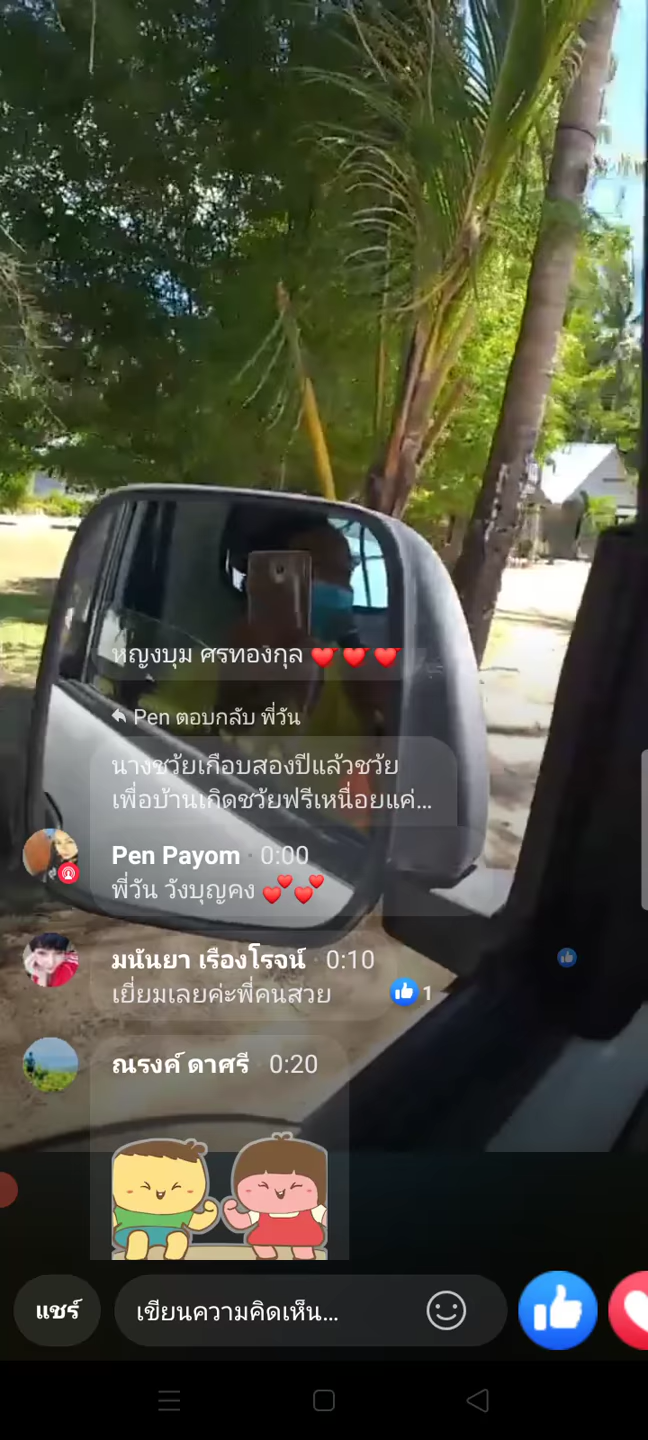 หญิงบุม ศรทองกุล ❤️❤️❤️
Pen ตอบกลับ พี่วัน
นางชวัยเกือบสองปีแล้วชวัย
เพื่อบ้านเกิดชวัยฟรีเหนื่อยแค่...
Pen Payom · 0:00
พี่วัน วังบุญคง 💕💕
มนันยา เรืองโรจน์ · 0:10
เยี่ยมเลยค่ะพี่คนสวย
1
ณรงค์ ดาศรี · 0:20
แชร์
เขียนความคิดเห็น...